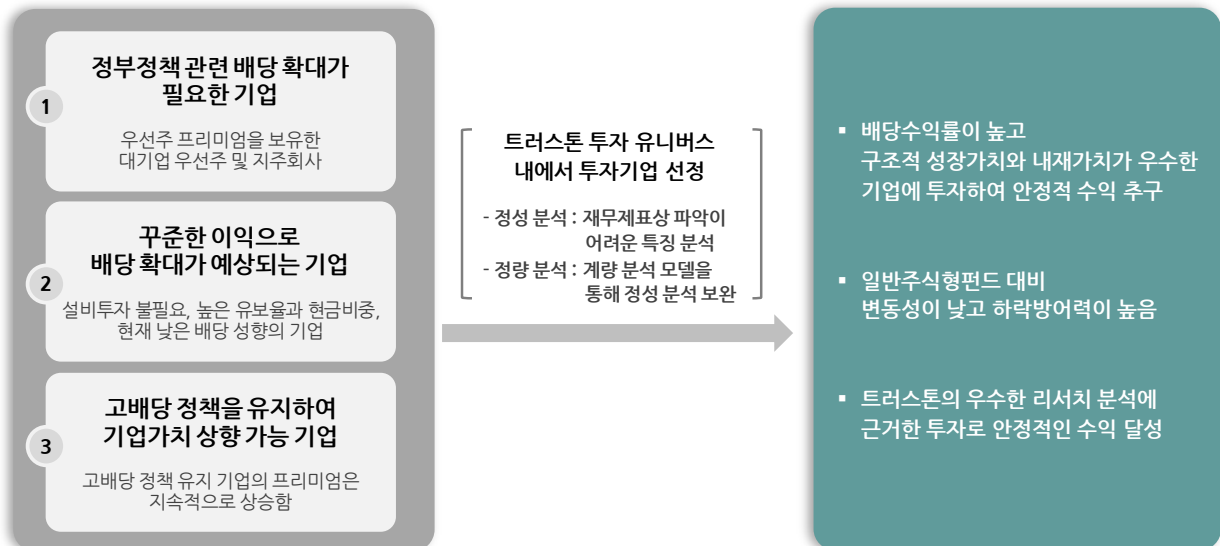 정부정책 관련 배당 확대가
필요한 기업
1
우선주 프리미엄을 보유한
대기업 우선주 및 지주회사
꾸준한 이익으로
배당 확대가 예상되는 기업
2
설비투자 불필요, 높은 유보율과 현금비중,
현재 낮은 배당 성향의 기업
고배당 정책을 유지하여
기업가치 상향 가능 기업
3
고배당 정책 유지 기업의 프리미엄은
지속적으로 상승함
트러스톤 투자 유니버스
내에서 투자기업 선정
- 정성 분석 : 재무제표상 파악이
어려운 특징 분석
- 정량 분석 : 계량 분석 모델을
통해 정성 분석 보완
▪ 배당수익률이 높고
구조적 성장가치와 내재가치가 우수한
기업에 투자하여 안정적 수익 추구
▪ 일반주식형펀드 대비
변동성이 낮고 하락방어력이 높음
▪ 트러스톤의 우수한 리서치 분석에
근거한 투자로 안정적인 수익 달성